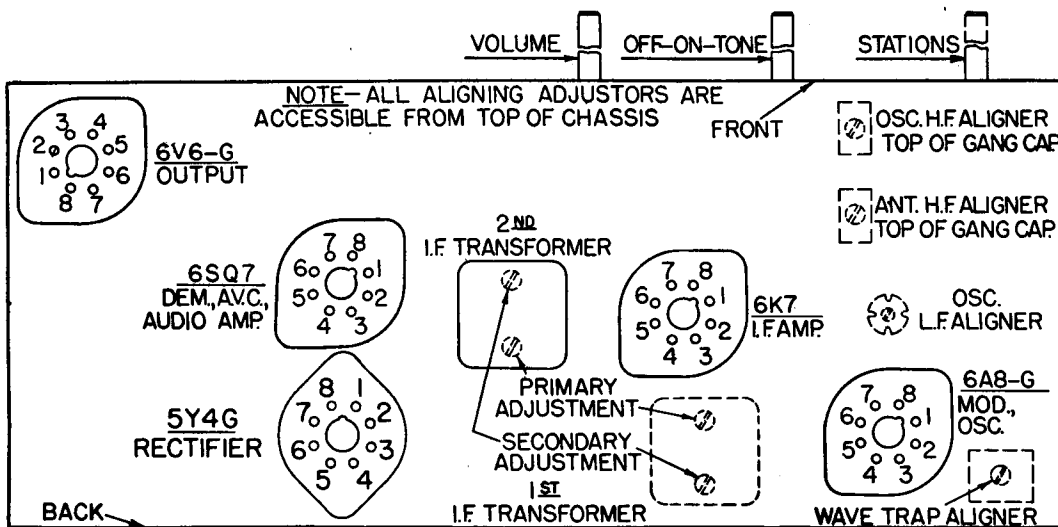 VOLUME OFF-ON-TONE STATIONS
NOTE-ALL ALIGNING ADJUSTORS ARE
ACCESSIBLE FROM TOP OF CHASSIS
FRONT
OSC. H.F. ALIGNER
TOP OF GANG CAP.
3 4
2 5
1 6
8 7
6V6-G
OUTPUT
ANT. H.F. ALIGNER
TOP OF GANG CAP.
2ND
I.F. TRANSFORMER
7 8
6 1
5 2
4 3
6SQ7
DEM., A.V.C.,
AUDIO AMP.
7 8
6 1
5 2
4 3
6K7
I.F. AMP.
OSC.
L.F. ALIGNER
PRIMARY
ADJUSTMENT
SECONDARY
ADJUSTMENT
8 1
7 2
6 3
5 4
5Y4G
RECTIFIER
7 8
6 1
5 2
4 3
6A8-G
MOD.,
OSC.
1ST
I.F. TRANSFORMER
BACK
WAVE TRAP ALIGNER